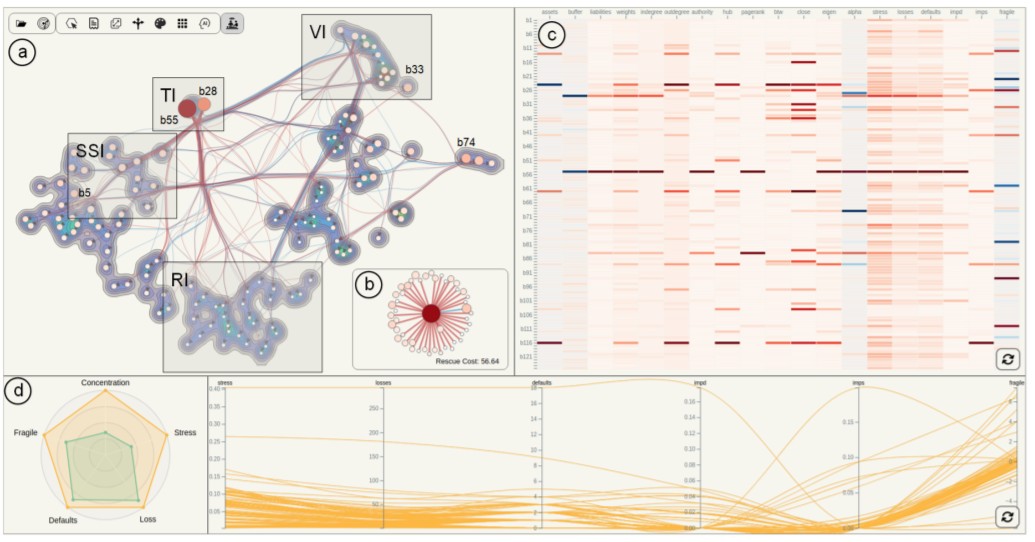 a
VI
b33
TI
b28
b55
b74
SSI
b5
RI
b
Rescue Cost: 56.64
c
assets buffer liabilities weights indegree outdegree authority hub pagerank btw close eigen alpha stress losses defaults impd imps fragile
b1
b6
b11
b16
b21
b26
b31
b36
b41
b46
b51
b56
b61
b66
b71
b76
b81
b86
b91
b96
b101
b106
b111
b116
b121
d
Concentration
Fragile
Stress
Defaults
Loss
stress losses defaults impd imps fragile
0.40
0.35
0.30
0.25
0.20
0.15
0.10
0.05
250
200
150
100
50
18
16
14
12
10
8
6
4
2
0
0.16
0.14
0.12
0.10
0.08
0.06
0.04
0.02
0.00
0.15
0.10
0.05
0.00
6
4
2
0
−2
−4